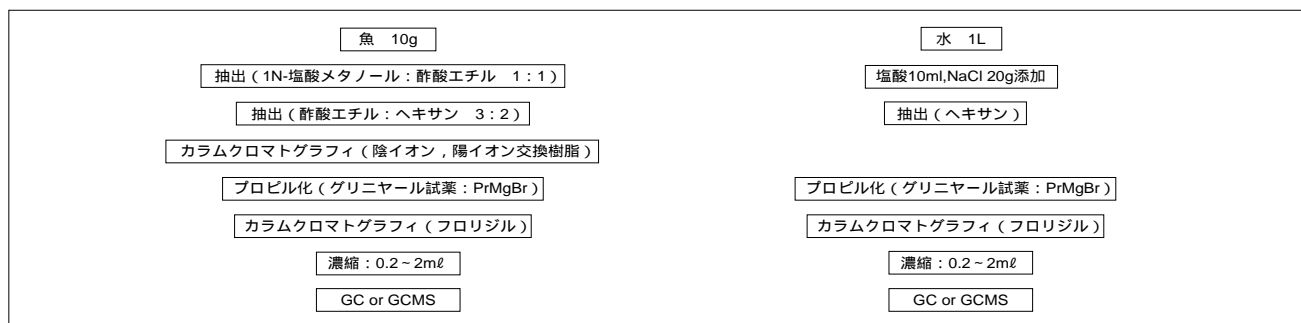 魚　10g
抽出（1N-塩酸メタノール：酢酸エチル　1：1）
抽出（酢酸エチル：ヘキサン　3：2）
カラムクロマトグラフィ（陰イオン，陽イオン交換樹脂）
プロピル化（グリニヤール試薬：PrMgBr）
カラムクロマトグラフィ（フロリジル）
濃縮：0.2～2mℓ
GC or GCMS
水　1L
塩酸10ml,NaCl 20g添加
抽出（ヘキサン）
プロピル化（グリニヤール試薬：PrMgBr）
カラムクロマトグラフィ（フロリジル）
濃縮：0.2～2mℓ
GC or GCMS